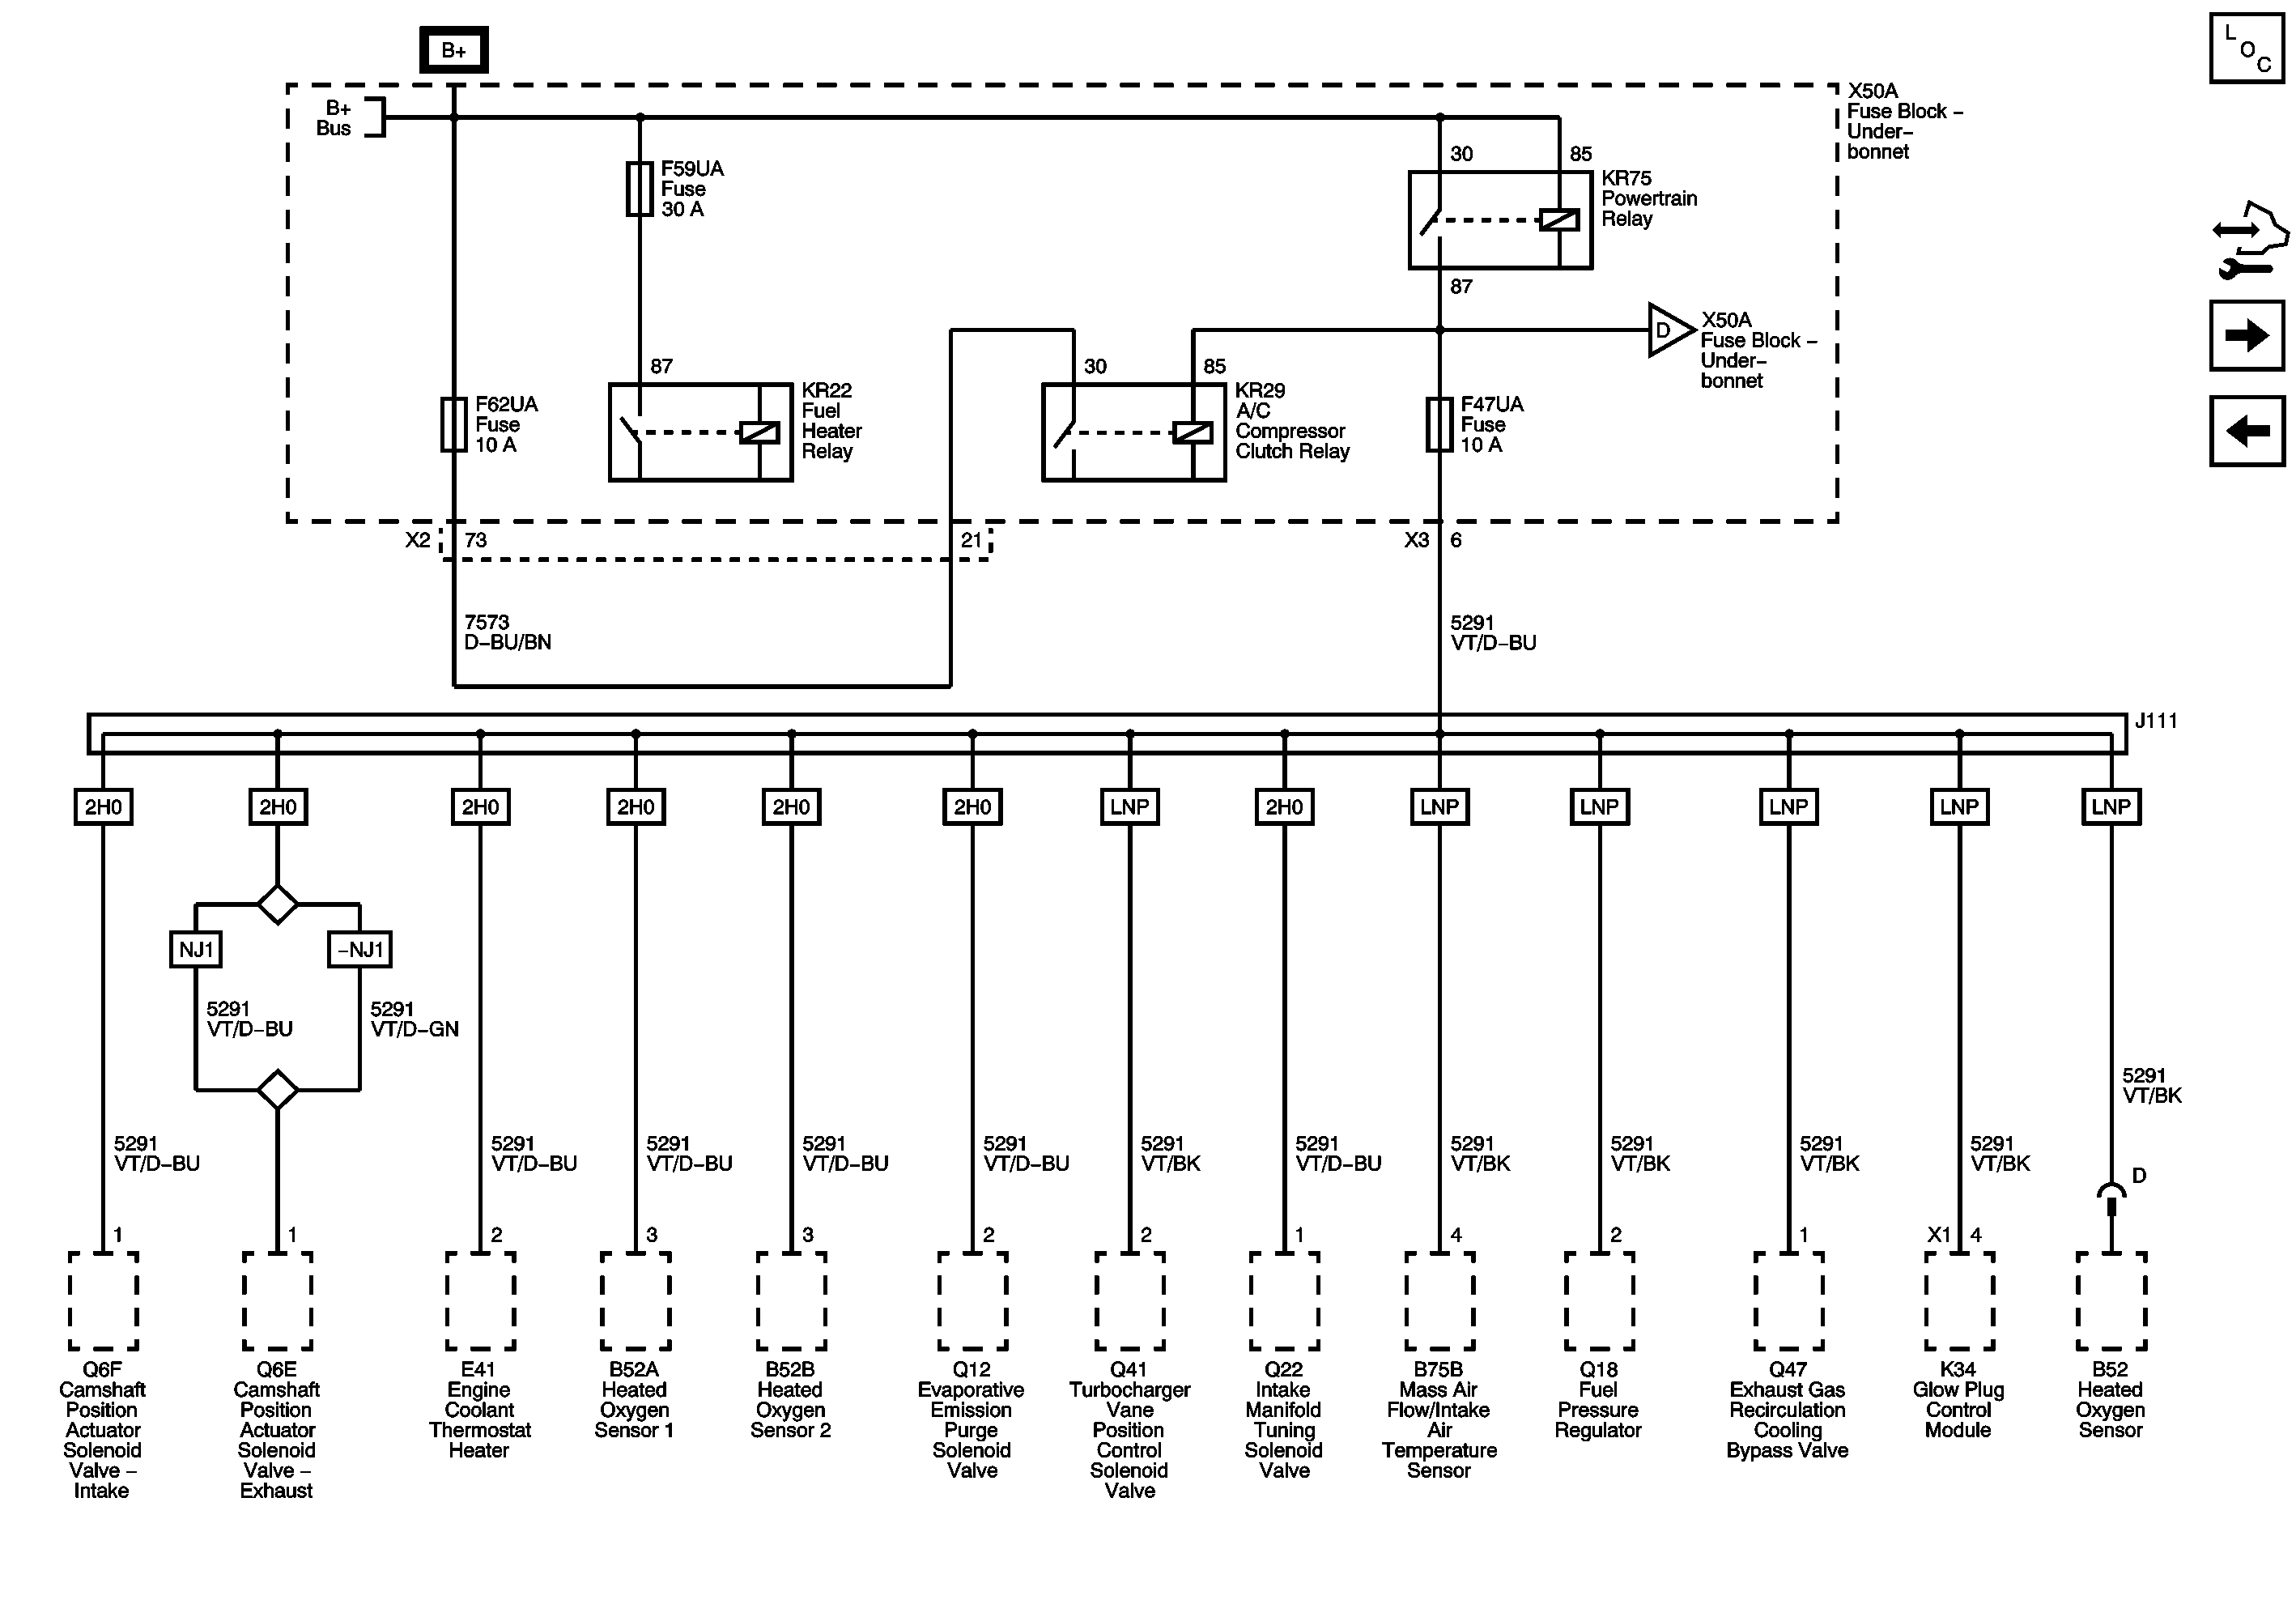 B+
L
O
C
B+
Bus
X50A
Fuse Block –
Under–
bonnet
F59UA
Fuse
30 A
30
85
KR75
Powertrain
Relay
87
D
X50A
Fuse Block –
Under–
bonnet
F62UA
Fuse
10 A
87
KR22
Fuel
Heater
Relay
30
85
KR29
A/C
Compressor
Clutch Relay
F47UA
Fuse
10 A
X2
73
21
X3
6
7573
D–BU/BN
5291
VT/D–BU
J111
2H0
2H0
2H0
2H0
2H0
2H0
LNP
2H0
LNP
LNP
LNP
LNP
LNP
NJ1
–NJ1
5291
VT/D–BU
5291
VT/D–GN
5291
VT/BK
D
5291
VT/D–BU
5291
VT/D–BU
5291
VT/D–BU
5291
VT/D–BU
5291
VT/D–BU
5291
VT/BK
5291
VT/D–BU
5291
VT/BK
5291
VT/BK
5291
VT/BK
5291
VT/BK
1
1
2
3
3
2
2
1
4
2
1
X1
4
Q6F
Camshaft
Position
Actuator
Solenoid
Valve –
Intake
Q6E
Camshaft
Position
Actuator
Solenoid
Valve –
Exhaust
E41
Engine
Coolant
Thermostat
Heater
B52A
Heated
Oxygen
Sensor 1
B52B
Heated
Oxygen
Sensor 2
Q12
Evaporative
Emission
Purge
Solenoid
Valve
Q41
Turbocharger
Vane
Position
Control
Solenoid
Valve
Q22
Intake
Manifold
Tuning
Solenoid
Valve
B75B
Mass Air
Flow/Intake
Air
Temperature
Sensor
Q18
Fuel
Pressure
Regulator
Q47
Exhaust Gas
Recirculation
Cooling
Bypass Valve
K34
Glow Plug
Control
Module
B52
Heated
Oxygen
Sensor